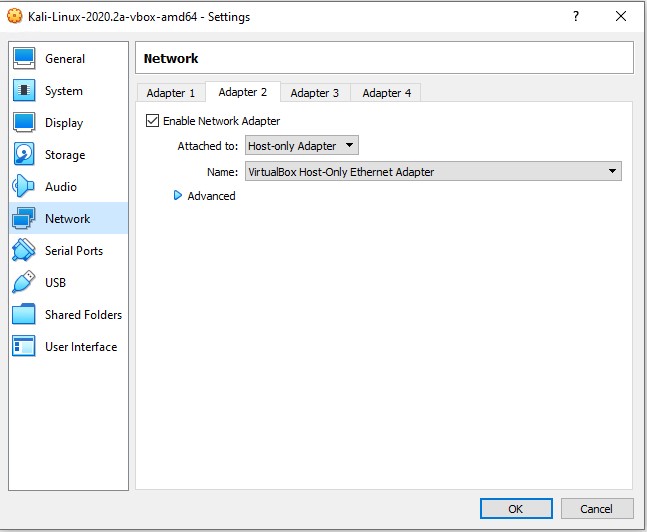 Kali-Linux-2020.2a-vbox-amd64 - Settings
?
General
System
Display
Storage
Audio
Network
Serial Ports
USB
Shared Folders
User Interface
Network
Adapter 1 Adapter 2 Adapter 3 Adapter 4
Enable Network Adapter
Attached to: Host-only Adapter
Name: VirtualBox Host-Only Ethernet Adapter
Advanced
OK Cancel